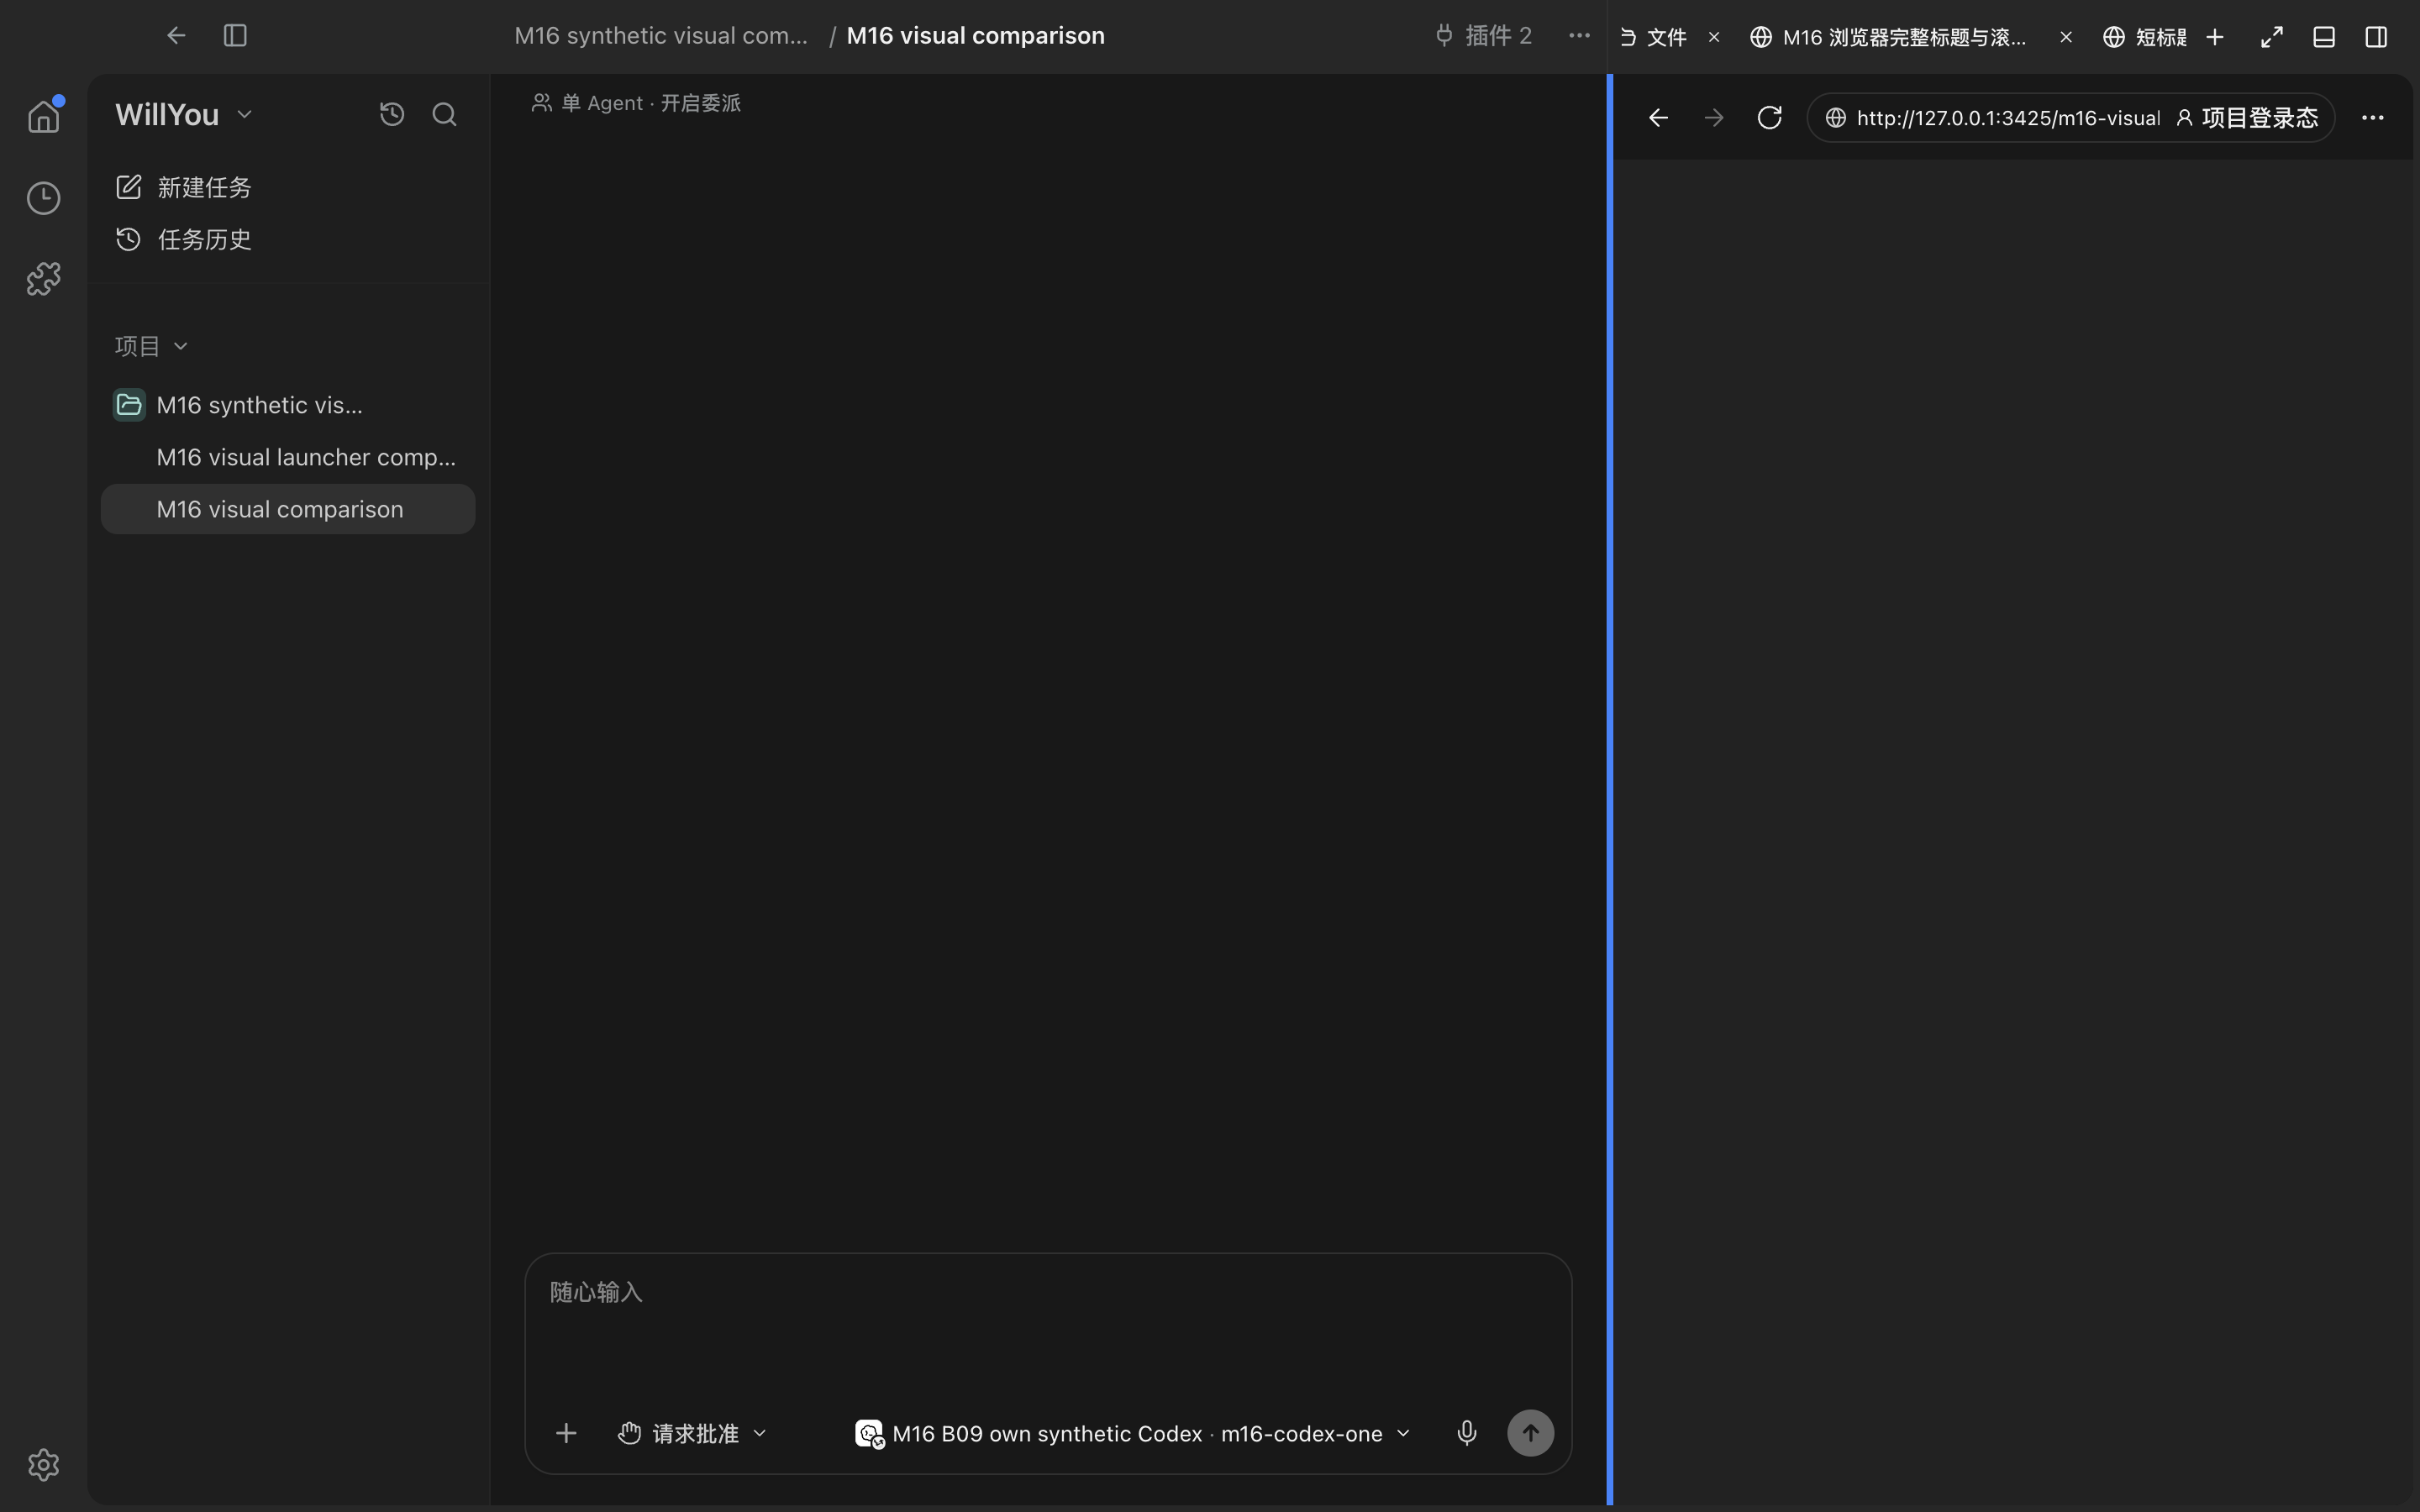 M16 synthetic visual com... / M16 visual comparison
插件 2
文件
M16 浏览器完整标题与滚...
短标题
WillYou
新建任务
任务历史
项目
M16 synthetic vis...
M16 visual launcher comp...
M16 visual comparison
单 Agent · 开启委派
http://127.0.0.1:3425/m16-visual
项目登录态
随心输入
请求批准
M16 B09 own synthetic Codex · m16-codex-one